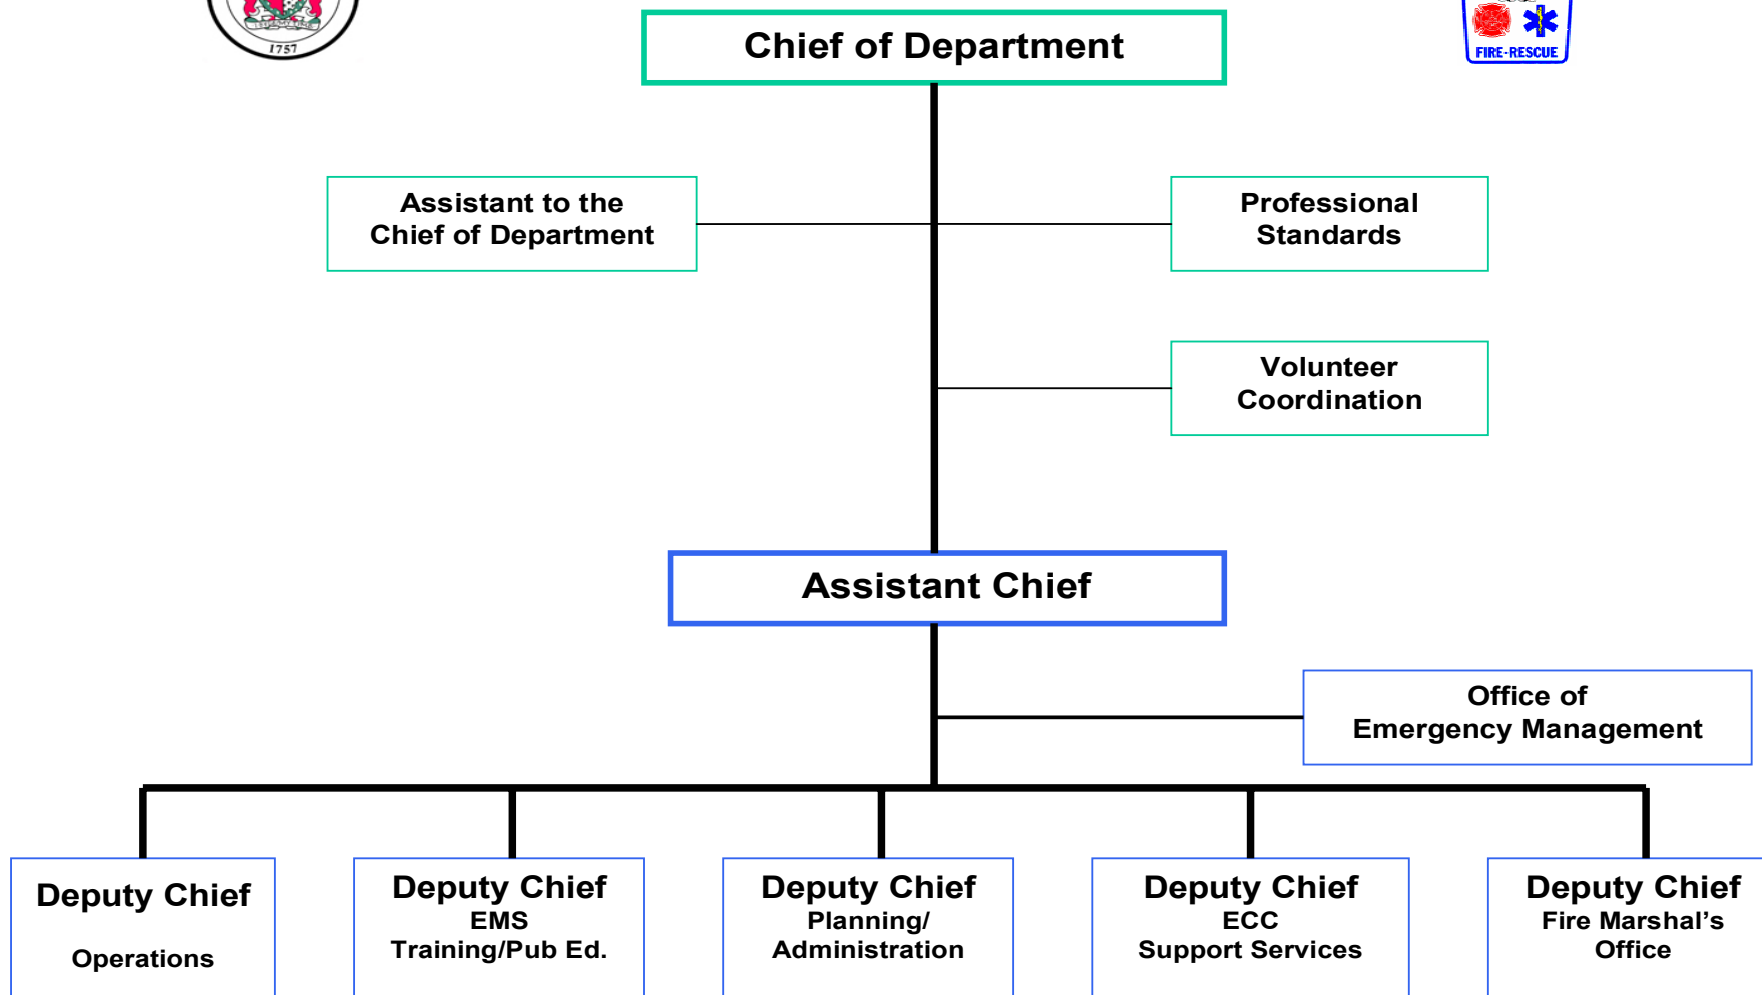 1757
FIRE-RESCUE
Chief of Department
Assistant to the
Chief of Department
Professional
Standards
Volunteer
Coordination
Assistant Chief
Office of
Emergency Management
Deputy Chief
Operations
Deputy Chief
EMS
Training/Pub Ed.
Deputy Chief
Planning/
Administration
Deputy Chief
ECC
Support Services
Deputy Chief
Fire Marshal’s
Office